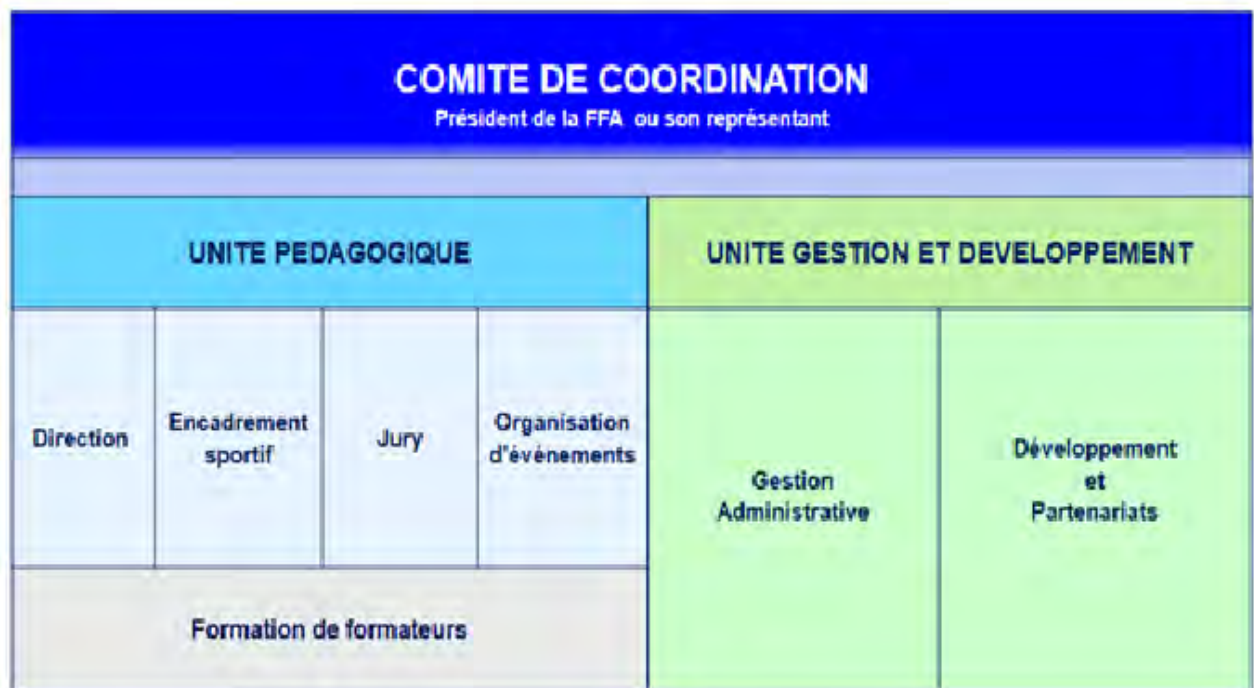 COMITE DE COORDINATION
Président de la FFA ou son représentant
UNITE PEDAGOGIQUE
UNITE GESTION ET DEVELOPPEMENT
Direction
Encadrement
sportif
Jury
Organisation
d'évènements
Gestion
Administrative
Développement
et
Partenariats
Formation de formateurs